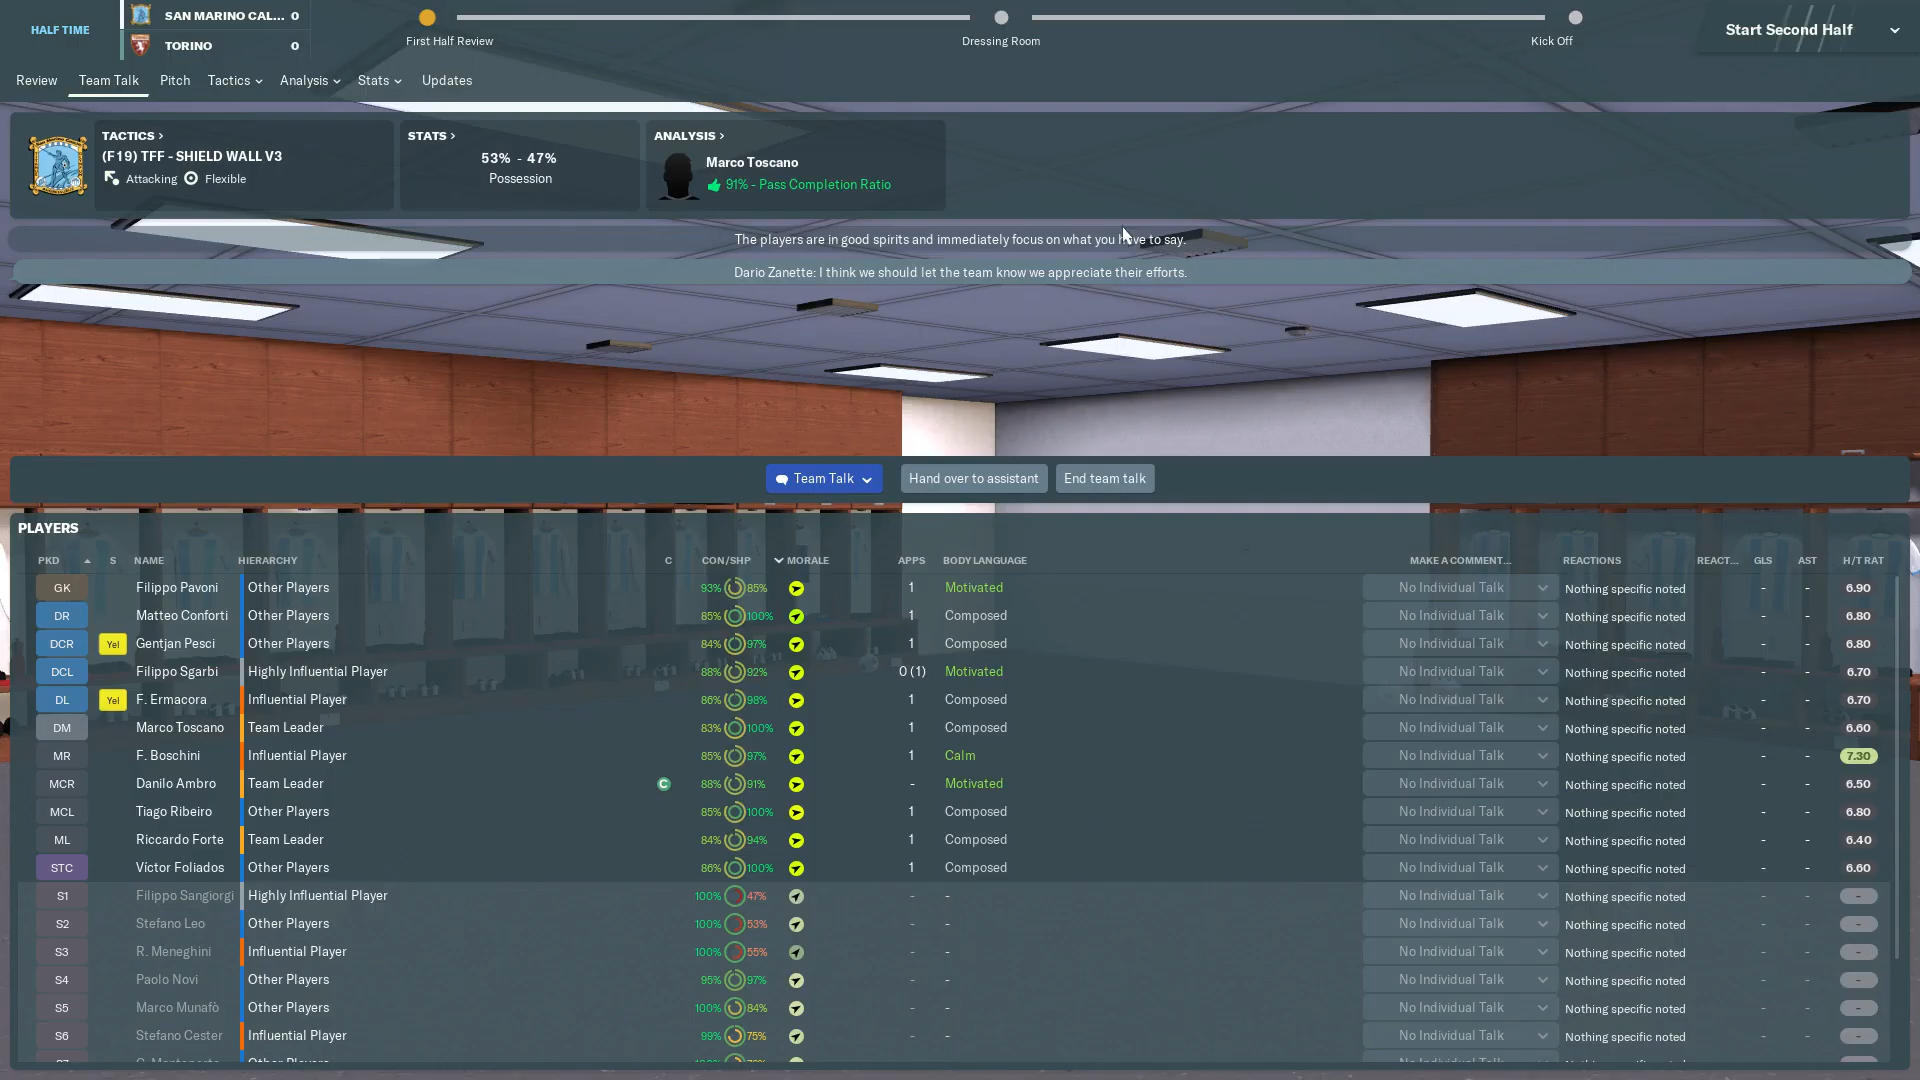 HALF TIME
SAN MARINO CAL... 0
TORINO 0
First Half Review
Dressing Room
Kick Off
Start Second Half
Review Team Talk Pitch Tactics Analysis Stats Updates
TACTICS >
(F19) TFF - SHIELD WALL V3
Attacking Flexible
STATS >
53% - 47%
Possession
ANALYSIS >
Marco Toscano
91% - Pass Completion Ratio
The players are in good spirits and immediately focus on what you have to say.
Dario Zanette: I think we should let the team know we appreciate their efforts.
Team Talk Hand over to assistant End team talk
PLAYERS
PKD S NAME HIERARCHY C CON/SHP MORALE APPS BODY LANGUAGE MAKE A COMMENT... REACTIONS REACT... GLS AST H/T RAT
GK Filippo Pavoni Other Players 93% 85% 1 Motivated No Individual Talk Nothing specific noted - - 6.90
DR Matteo Conforti Other Players 85% 100% 1 Composed No Individual Talk Nothing specific noted - - 6.80
DCR Yel Gentjan Pesci Other Players 84% 97% 1 Composed No Individual Talk Nothing specific noted - - 6.80
DCL Filippo Sgarbi Highly Influential Player 88% 92% 0 (1) Motivated No Individual Talk Nothing specific noted - - 6.70
DL Yel F. Ermacora Influential Player 86% 98% 1 Composed No Individual Talk Nothing specific noted - - 6.70
DM Marco Toscano Team Leader 83% 100% 1 Composed No Individual Talk Nothing specific noted - - 6.60
MR F. Boschini Influential Player 85% 97% 1 Calm No Individual Talk Nothing specific noted - - 7.30
MCR Danilo Ambro Team Leader C 88% 91% - Motivated No Individual Talk Nothing specific noted - - 6.50
MCL Tiago Ribeiro Other Players 85% 100% 1 Composed No Individual Talk Nothing specific noted - - 6.80
ML Riccardo Forte Team Leader 84% 94% 1 Composed No Individual Talk Nothing specific noted - - 6.40
STC Víctor Foliados Other Players 86% 100% 1 Composed No Individual Talk Nothing specific noted - - 6.60
S1 Filippo Sangiorgi Highly Influential Player 100% 47% - - No Individual Talk Nothing specific noted - - -
S2 Stefano Leo Other Players 100% 53% - - No Individual Talk Nothing specific noted - - -
S3 R. Meneghini Influential Player 100% 55% - - No Individual Talk Nothing specific noted - - -
S4 Paolo Novi Other Players 95% 97% - - No Individual Talk Nothing specific noted - - -
S5 Marco Munafò Other Players 100% 84% - - No Individual Talk Nothing specific noted - - -
S6 Stefano Cester Influential Player 99% 75% - - No Individual Talk Nothing specific noted - - -
Other Players No Individual Talk Nothing specific noted